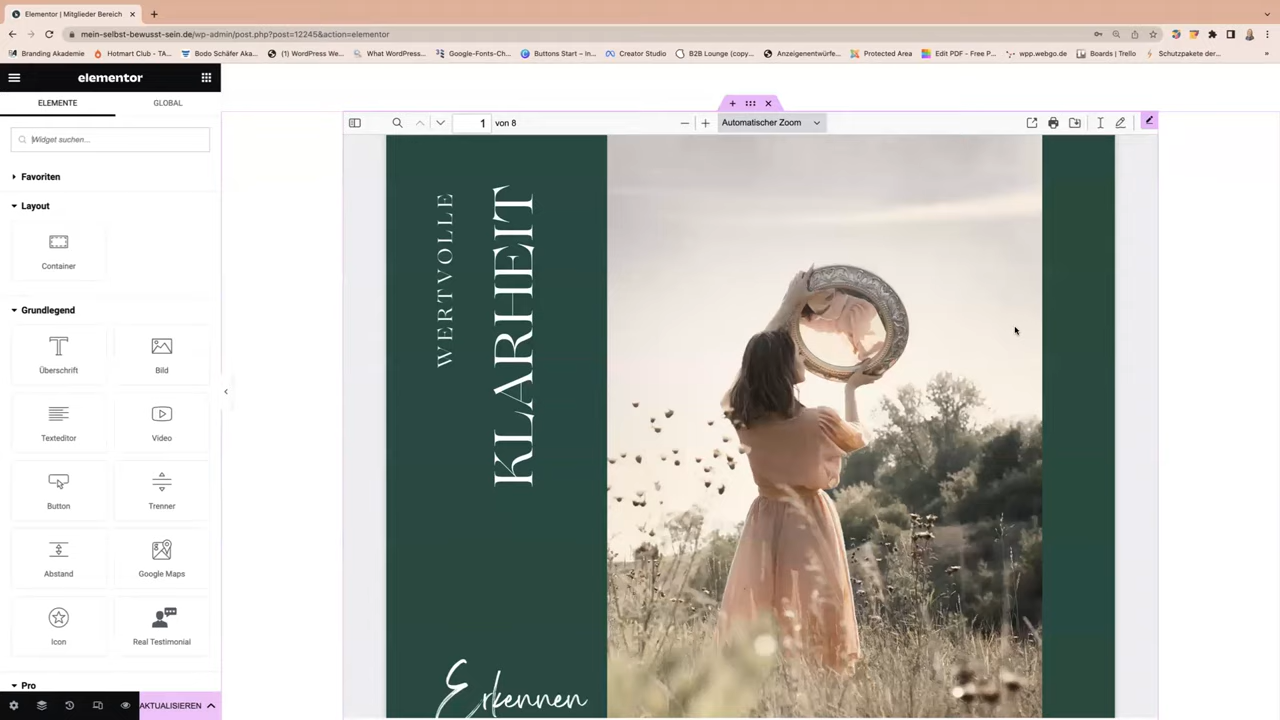 Elementor | Mitglieder Bereich
mein-selbst-bewusst-sein.de/wp-admin/post.php?post=12245&action=elementor
Branding Akademie
Hotmart Club - TA...
Bodo Schäfer Aka...
(1) WordPress We...
What WordPress...
Google-Fonts-Ch...
Buttons Start – In...
Creator Studio
B2B Lounge (copy...
Anzeigenentwürfe...
Protected Area
Edit PDF - Free P...
wpp.webgo.de
Boards | Trello
Schutzpakete der...
elementor
ELEMENTE
GLOBAL
Widget suchen...
Favoriten
Layout
Container
Grundlegend
Überschrift
Bild
Texteditor
Video
Button
Trenner
Abstand
Google Maps
Icon
Real Testimonial
Pro
AKTUALISIEREN
1 von 8
Automatischer Zoom
WERTVOLLE
KLARHEIT
Erkennen